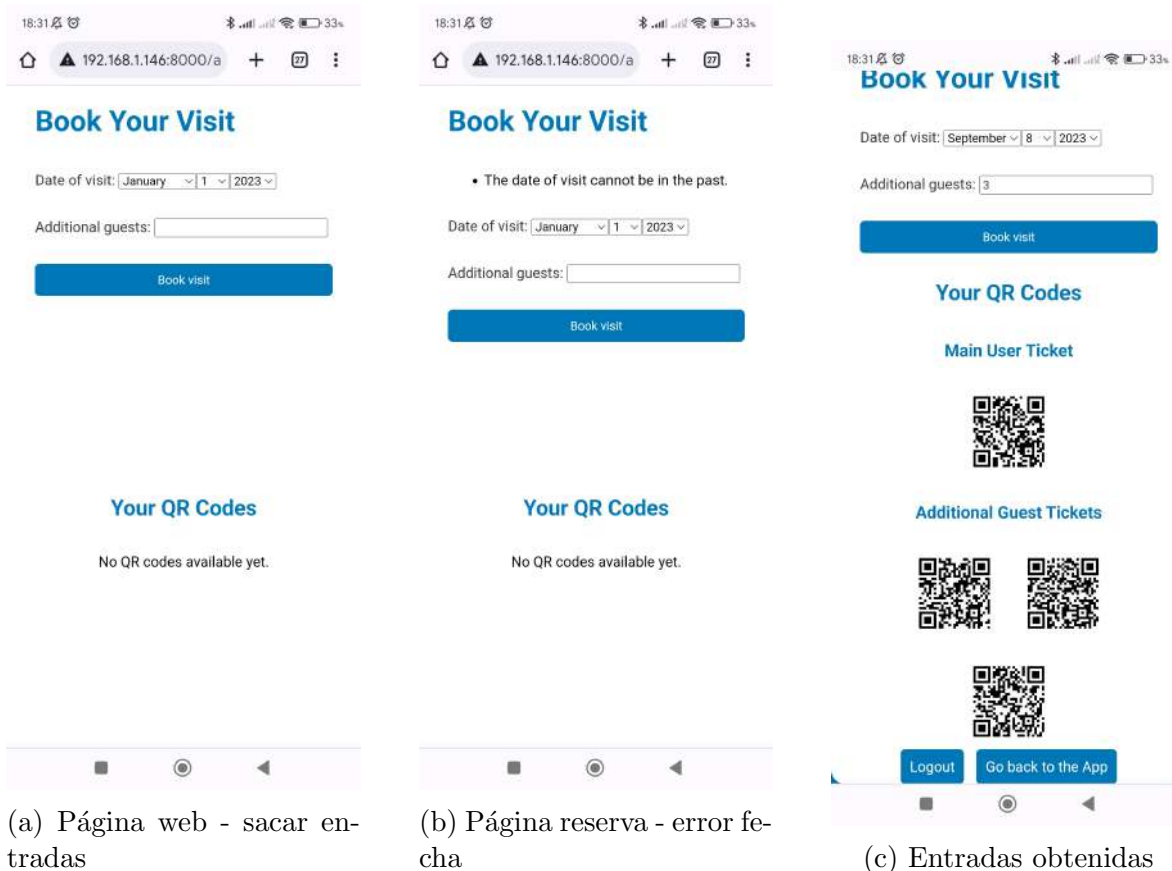 18:31
33%
192.168.1.146:8000/a
27
Book Your Visit
Date of visit: January 1 2023
Additional guests:
Book visit
Your QR Codes
No QR codes available yet.
(a) Página web - sacar en-
tradas
18:31
33%
192.168.1.146:8000/a
27
Book Your Visit
• The date of visit cannot be in the past.
Date of visit: January 1 2023
Additional guests:
Book visit
Your QR Codes
No QR codes available yet.
(b) Página reserva - error fe-
cha
18:31
33%
Book Your Visit
Date of visit: September 8 2023
Additional guests: 3
Book visit
Your QR Codes
Main User Ticket
Additional Guest Tickets
Logout
Go back to the App
(c) Entradas obtenidas